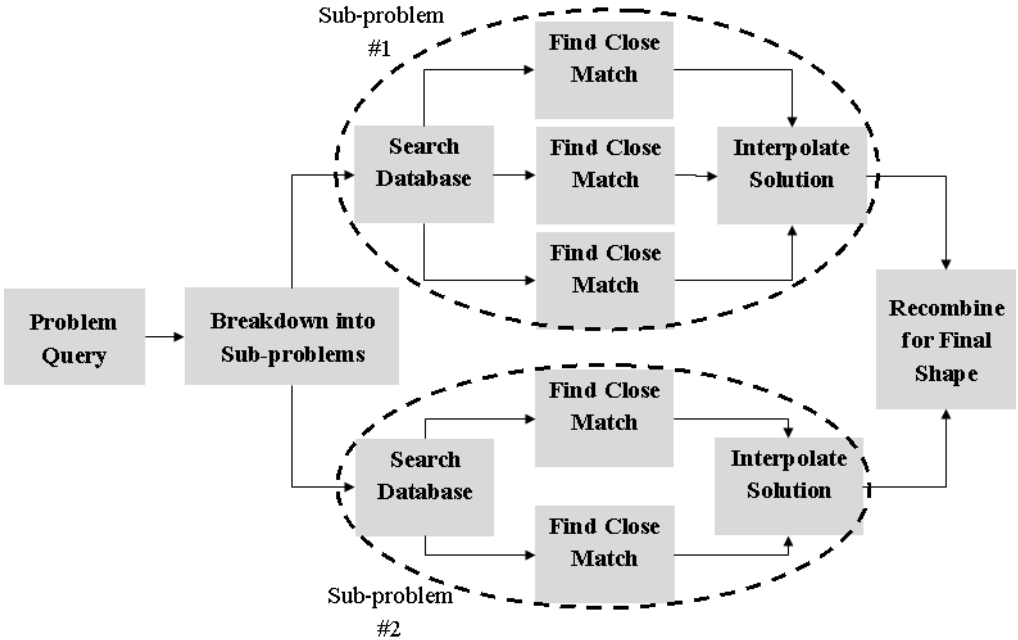 Sub-problem
#1
Find Close
Match
Search
Database
Find Close
Match
Interpolate
Solution
Find Close
Match
Problem
Query
Breakdown into
Sub-problems
Recombine
for Final
Shape
Find Close
Match
Search
Database
Interpolate
Solution
Find Close
Match
Sub-problem
#2